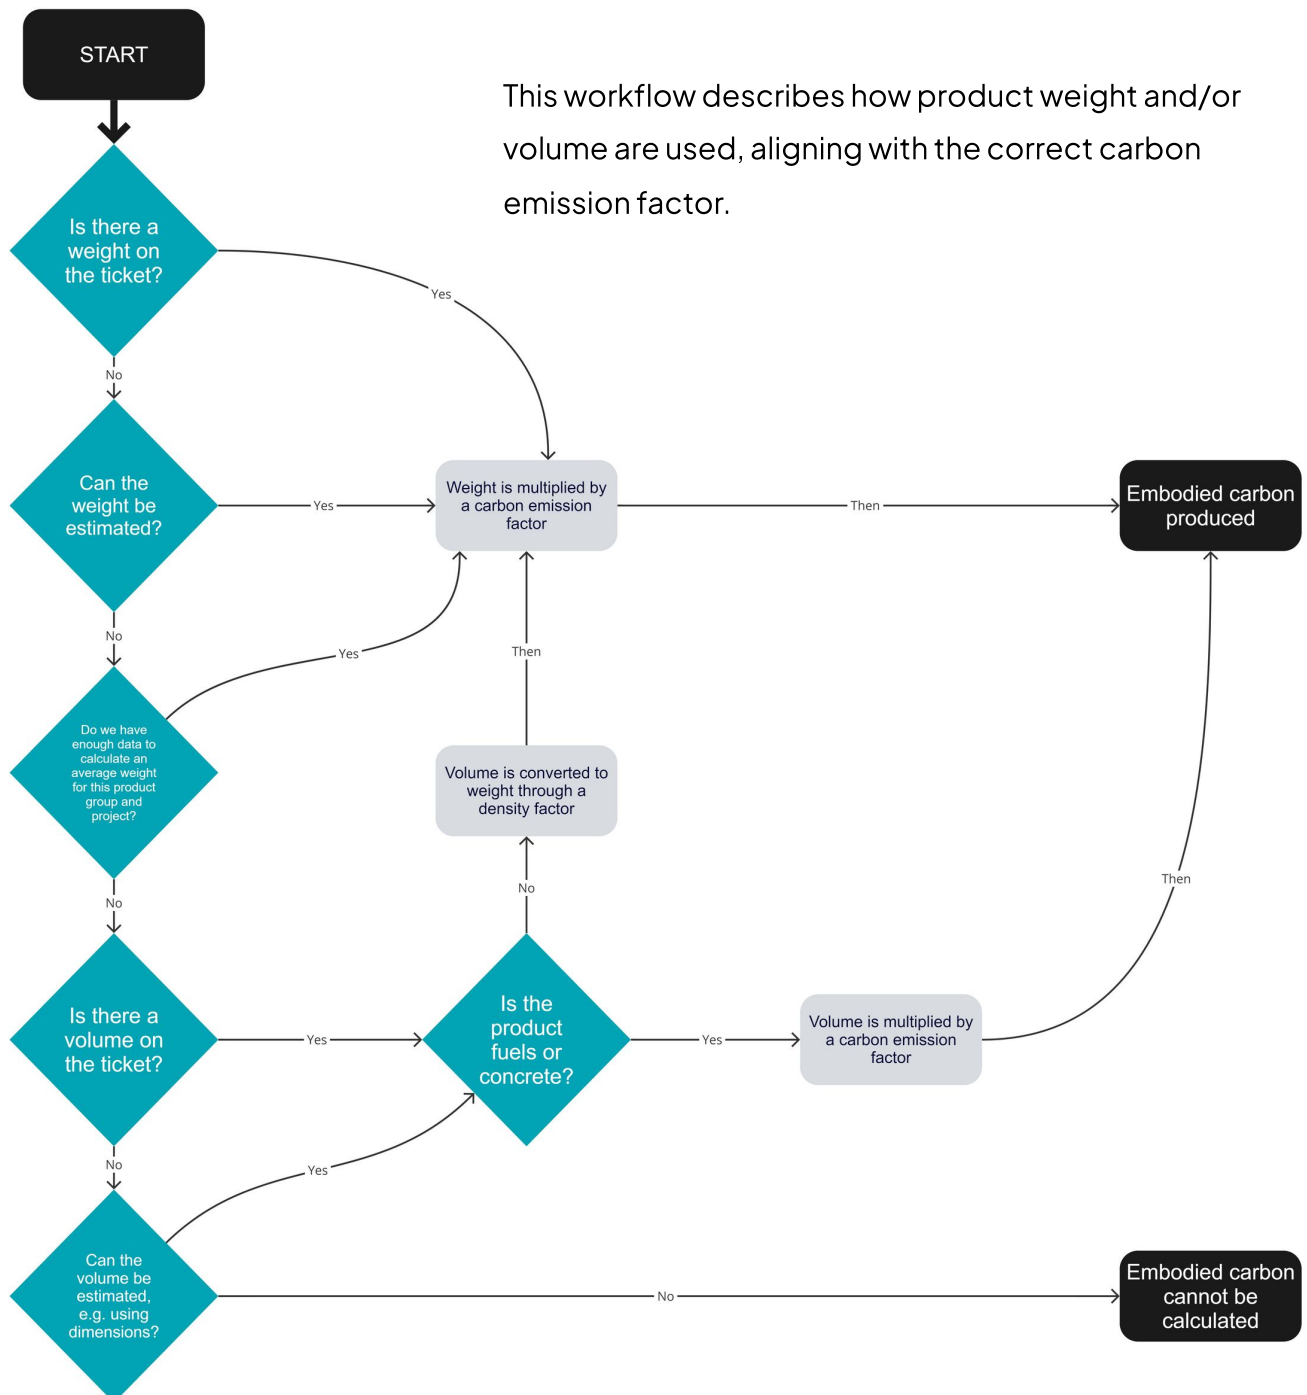 START
This workflow describes how product weight and/or
volume are used, aligning with the correct carbon
emission factor.
Is there a
weight on
the ticket?
Yes
No
Can the
weight be
estimated?
Yes
Weight is multiplied by
a carbon emission
factor
Then
Embodied carbon
produced
No
Yes
Then
Do we have
enough data to
calculate an
average weight
for this product
group and
project?
Volume is converted to
weight through a
density factor
Then
No
No
Is there a
volume on
the ticket?
Yes
Is the
product
fuels or
concrete?
Yes
Volume is multiplied by
a carbon emission
factor
No
Yes
Can the
volume be
estimated,
e.g. using
dimensions?
No
Embodied carbon
cannot be
calculated